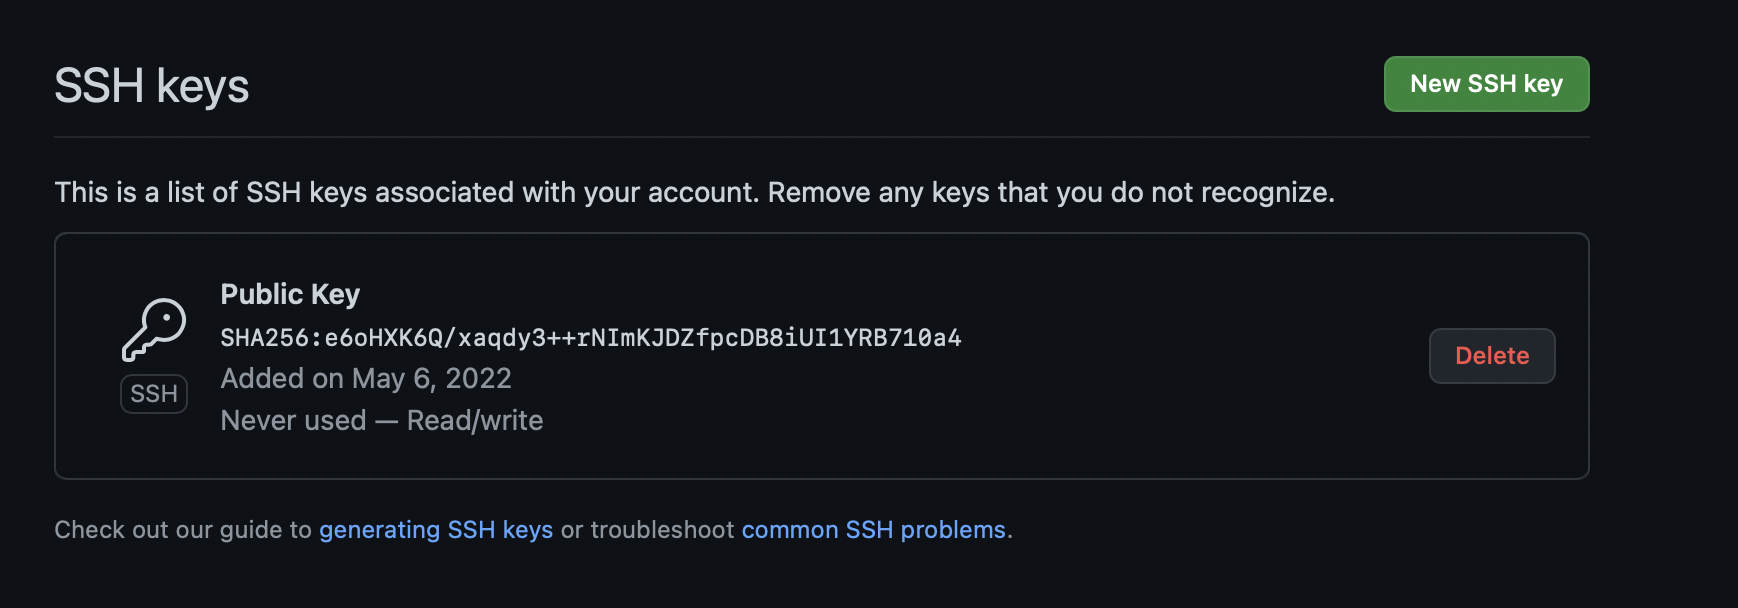 SSH keys
New SSH key
This is a list of SSH keys associated with your account. Remove any keys that you do not recognize.
Public Key
SHA256:e6oHXK6Q/xaqdy3++rNImKJDZfpcDB8iUI1YRB710a4
Added on May 6, 2022
Never used — Read/write
SSH
Delete
Check out our guide to generating SSH keys or troubleshoot common SSH problems.